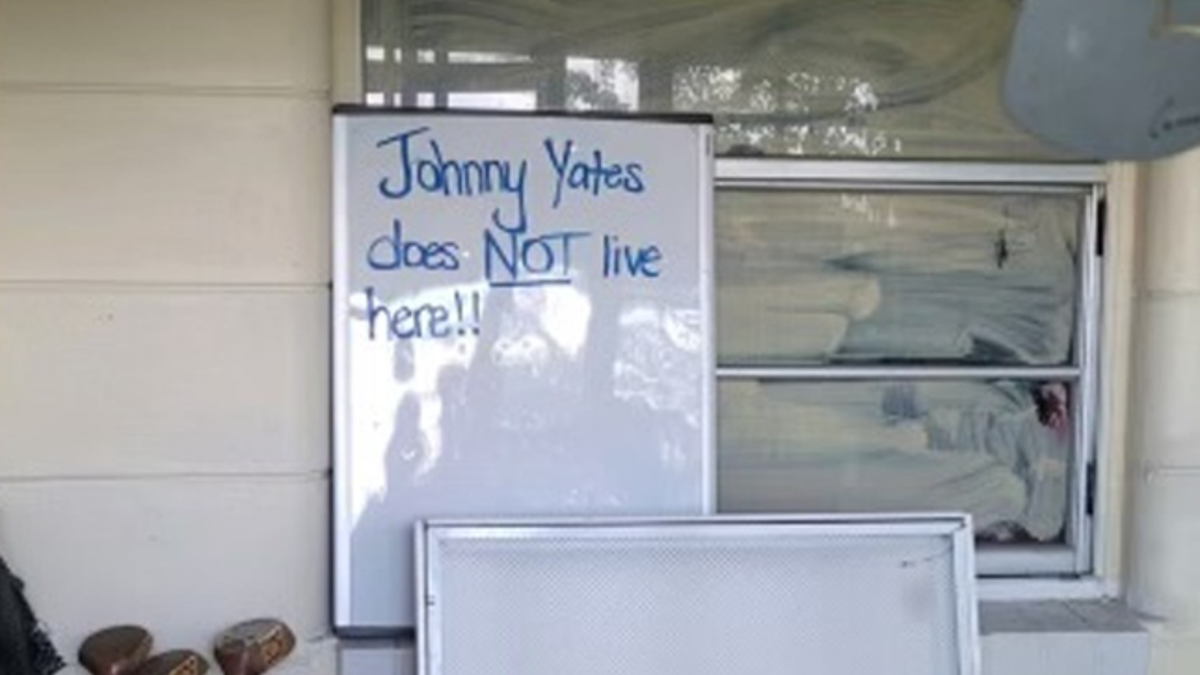 Johnny Yates
does NOT live
here!!